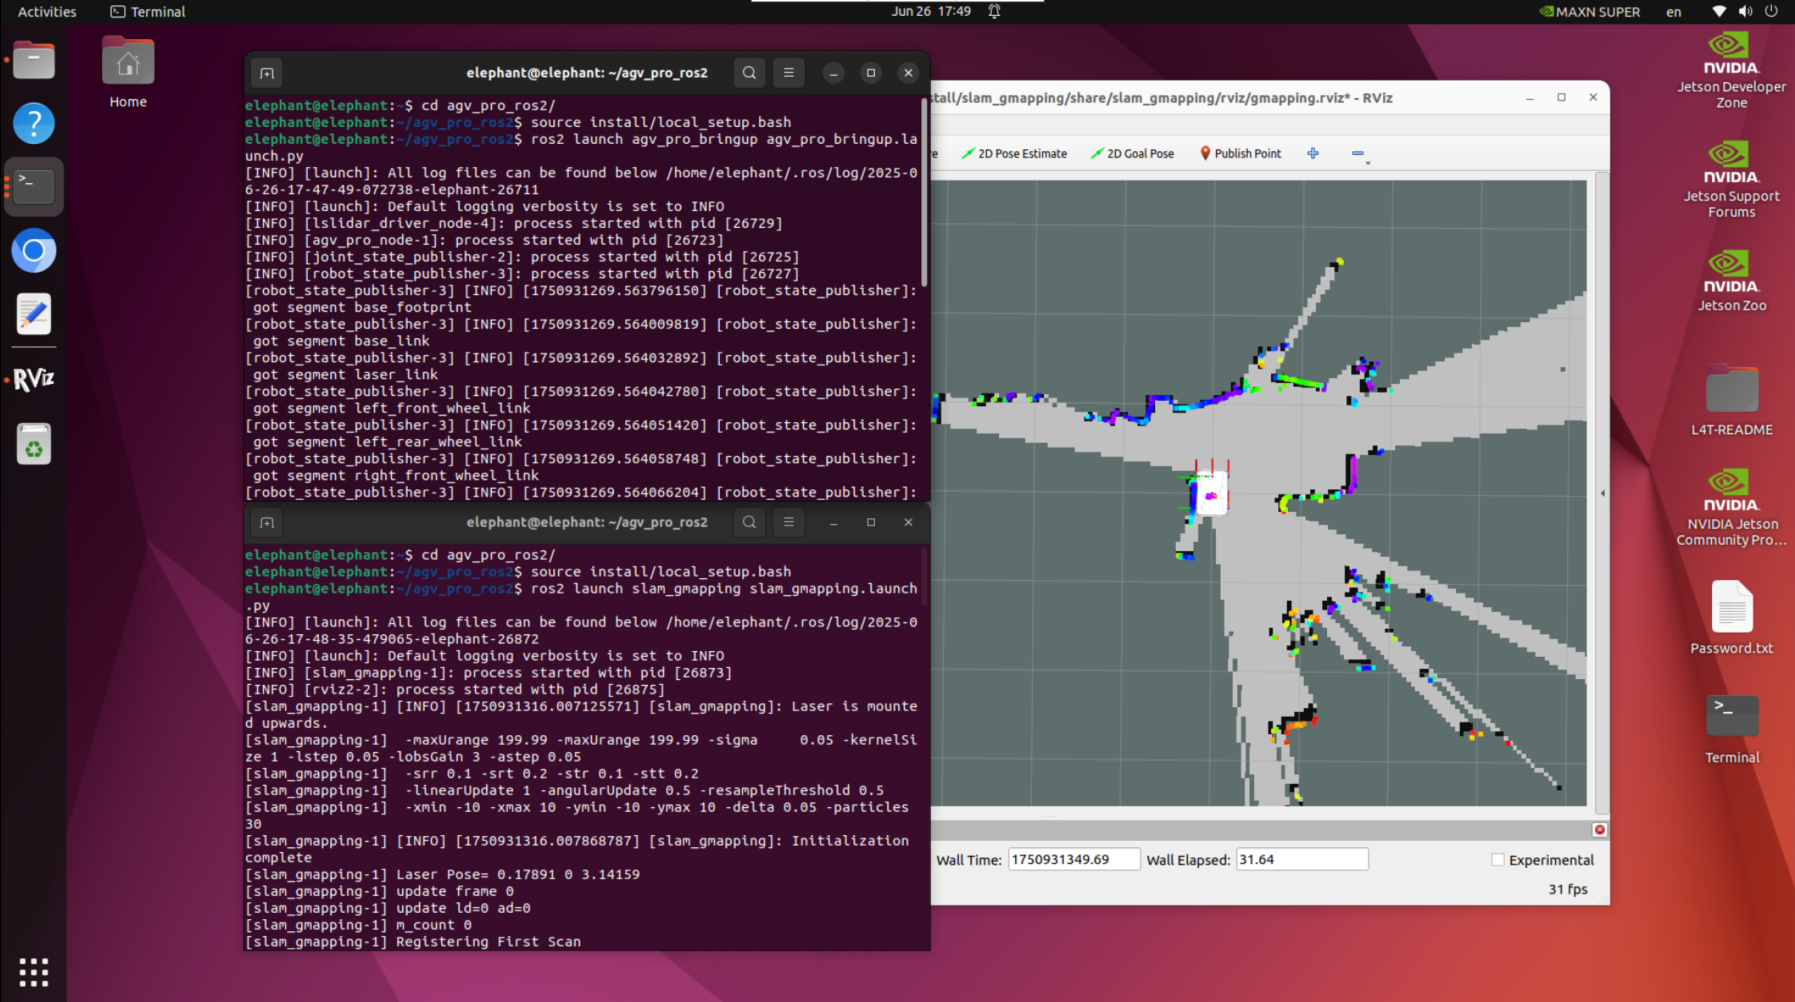 Activities
Terminal
Jun 26 17:49
MAXN SUPER
en
Home
elephant@elephant: ~/agv_pro_ros2
elephant@elephant:~$ cd agv_pro_ros2/
elephant@elephant:~/agv_pro_ros2$ source install/local_setup.bash
elephant@elephant:~/agv_pro_ros2$ ros2 launch agv_pro_bringup agv_pro_bringup.la
unch.py
[INFO] [launch]: All log files can be found below /home/elephant/.ros/log/2025-0
6-26-17-47-49-072738-elephant-26711
[INFO] [launch]: Default logging verbosity is set to INFO
[INFO] [lslidar_driver_node-4]: process started with pid [26729]
[INFO] [agv_pro_node-1]: process started with pid [26723]
[INFO] [joint_state_publisher-2]: process started with pid [26725]
[INFO] [robot_state_publisher-3]: process started with pid [26727]
[robot_state_publisher-3] [INFO] [1750931269.563796150] [robot_state_publisher]:
got segment base_footprint
[robot_state_publisher-3] [INFO] [1750931269.564009819] [robot_state_publisher]:
got segment base_link
[robot_state_publisher-3] [INFO] [1750931269.564032892] [robot_state_publisher]:
got segment laser_link
[robot_state_publisher-3] [INFO] [1750931269.564042780] [robot_state_publisher]:
got segment left_front_wheel_link
[robot_state_publisher-3] [INFO] [1750931269.564051420] [robot_state_publisher]:
got segment left_rear_wheel_link
[robot_state_publisher-3] [INFO] [1750931269.564058748] [robot_state_publisher]:
got segment right_front_wheel_link
[robot_state_publisher-3] [INFO] [1750931269.564066204] [robot_state_publisher]:
elephant@elephant: ~/agv_pro_ros2
elephant@elephant:~$ cd agv_pro_ros2/
elephant@elephant:~/agv_pro_ros2$ source install/local_setup.bash
elephant@elephant:~/agv_pro_ros2$ ros2 launch slam_gmapping slam_gmapping.launch
.py
[INFO] [launch]: All log files can be found below /home/elephant/.ros/log/2025-0
6-26-17-48-35-479065-elephant-26872
[INFO] [launch]: Default logging verbosity is set to INFO
[INFO] [slam_gmapping-1]: process started with pid [26873]
[INFO] [rviz2-2]: process started with pid [26875]
[slam_gmapping-1] [INFO] [1750931316.007125571] [slam_gmapping]: Laser is mounte
d upwards.
[slam_gmapping-1]  -maxUrange 199.99 -maxUrange 199.99 -sigma     0.05 -kernelSi
ze 1 -lstep 0.05 -lobsGain 3 -astep 0.05
[slam_gmapping-1]  -srr 0.1 -srt 0.2 -str 0.1 -stt 0.2
[slam_gmapping-1]  -linearUpdate 1 -angularUpdate 0.5 -resampleThreshold 0.5
[slam_gmapping-1]  -xmin -10 -xmax 10 -ymin -10 -ymax 10 -delta 0.05 -particles
30
[slam_gmapping-1] [INFO] [1750931316.007868787] [slam_gmapping]: Initialization
complete
[slam_gmapping-1] Laser Pose= 0.17891 0 3.14159
[slam_gmapping-1] update frame 0
[slam_gmapping-1] update ld=0 ad=0
[slam_gmapping-1] m_count 0
[slam_gmapping-1] Registering First Scan
RViz
tall/slam_gmapping/share/slam_gmapping/rviz/gmapping.rviz* - RViz
re
2D Pose Estimate
2D Goal Pose
Publish Point
Wall Time:
1750931349.69
Wall Elapsed:
31.64
Experimental
31 fps
NVIDIA.
Jetson Developer
Zone
NVIDIA.
Jetson Support
Forums
NVIDIA.
Jetson Zoo
L4T-README
NVIDIA.
NVIDIA Jetson
Community Pro...
Password.txt
Terminal